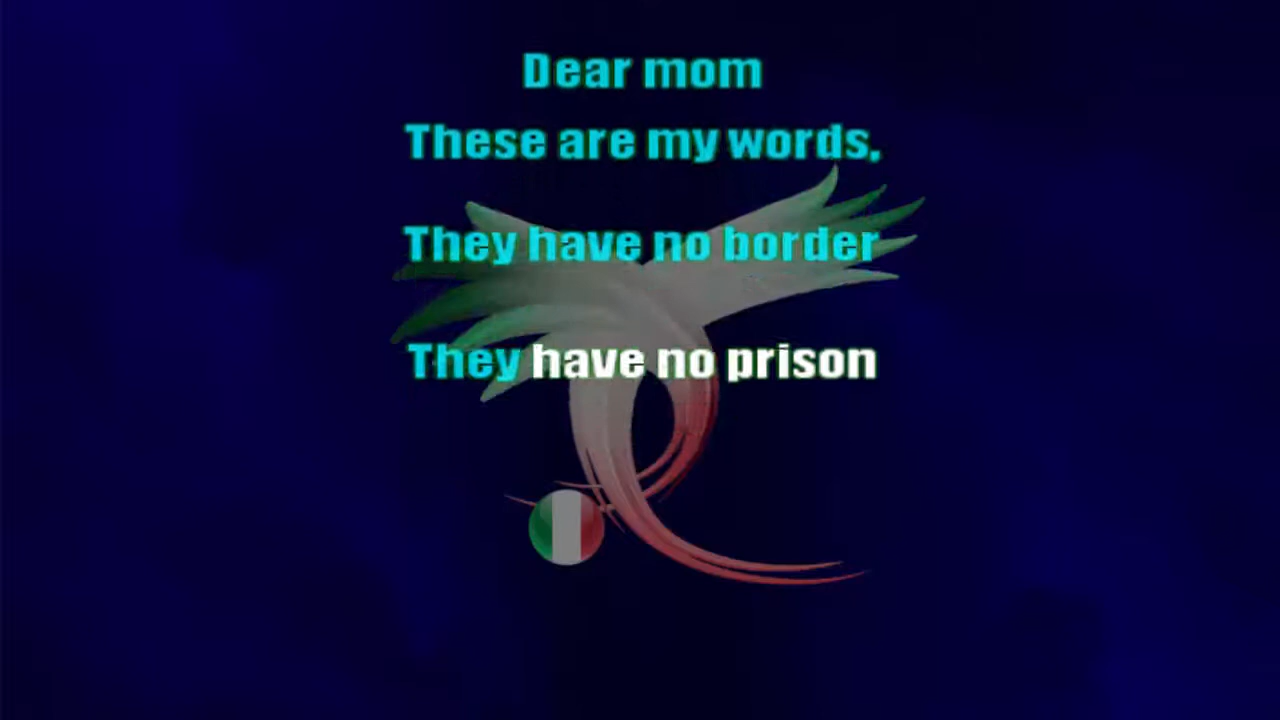 Dear mom
These are my words,
They have no border
They have no prison